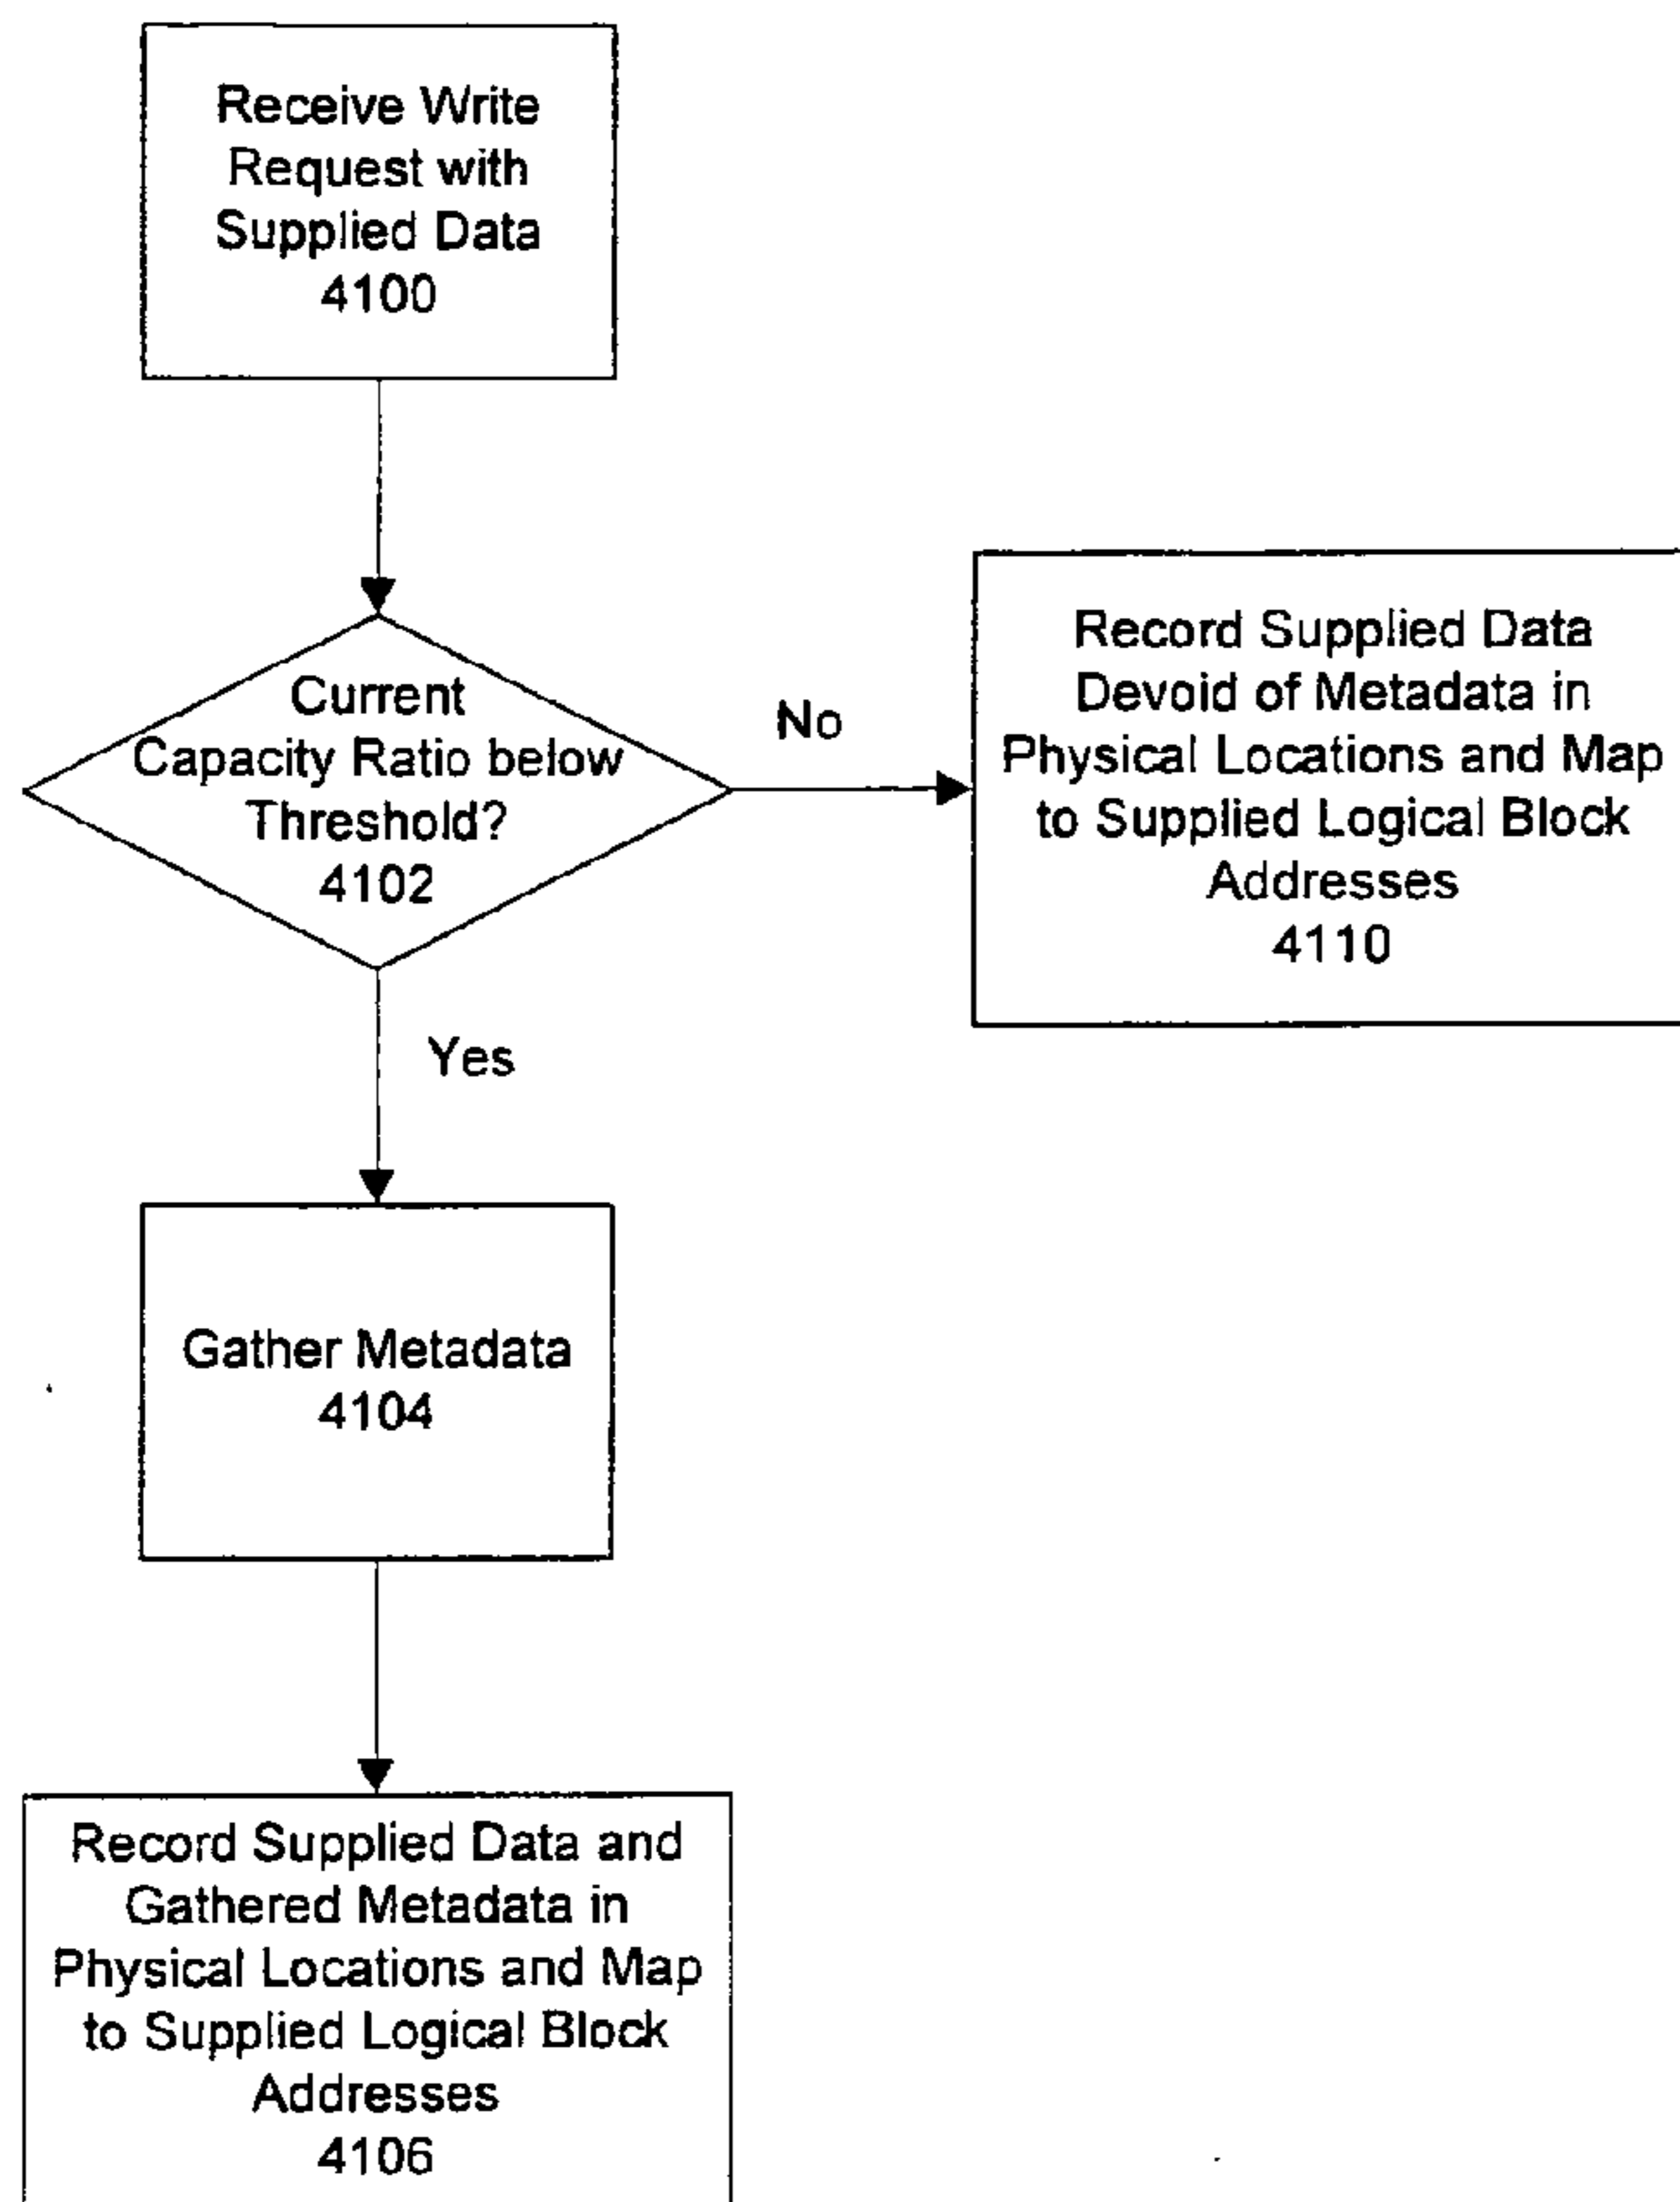 Receive Write
Request with
Supplied Data
4100
Current
Capacity Ratio below
Threshold?
4102
No
Record Supplied Data
Devoid of Metadata in
Physical Locations and Map
to Supplied Logical Block
Addresses
4110
Yes
Gather Metadata
4104
Record Supplied Data and
Gathered Metadata in
Physical Locations and Map
to Supplied Logical Block
Addresses
4106